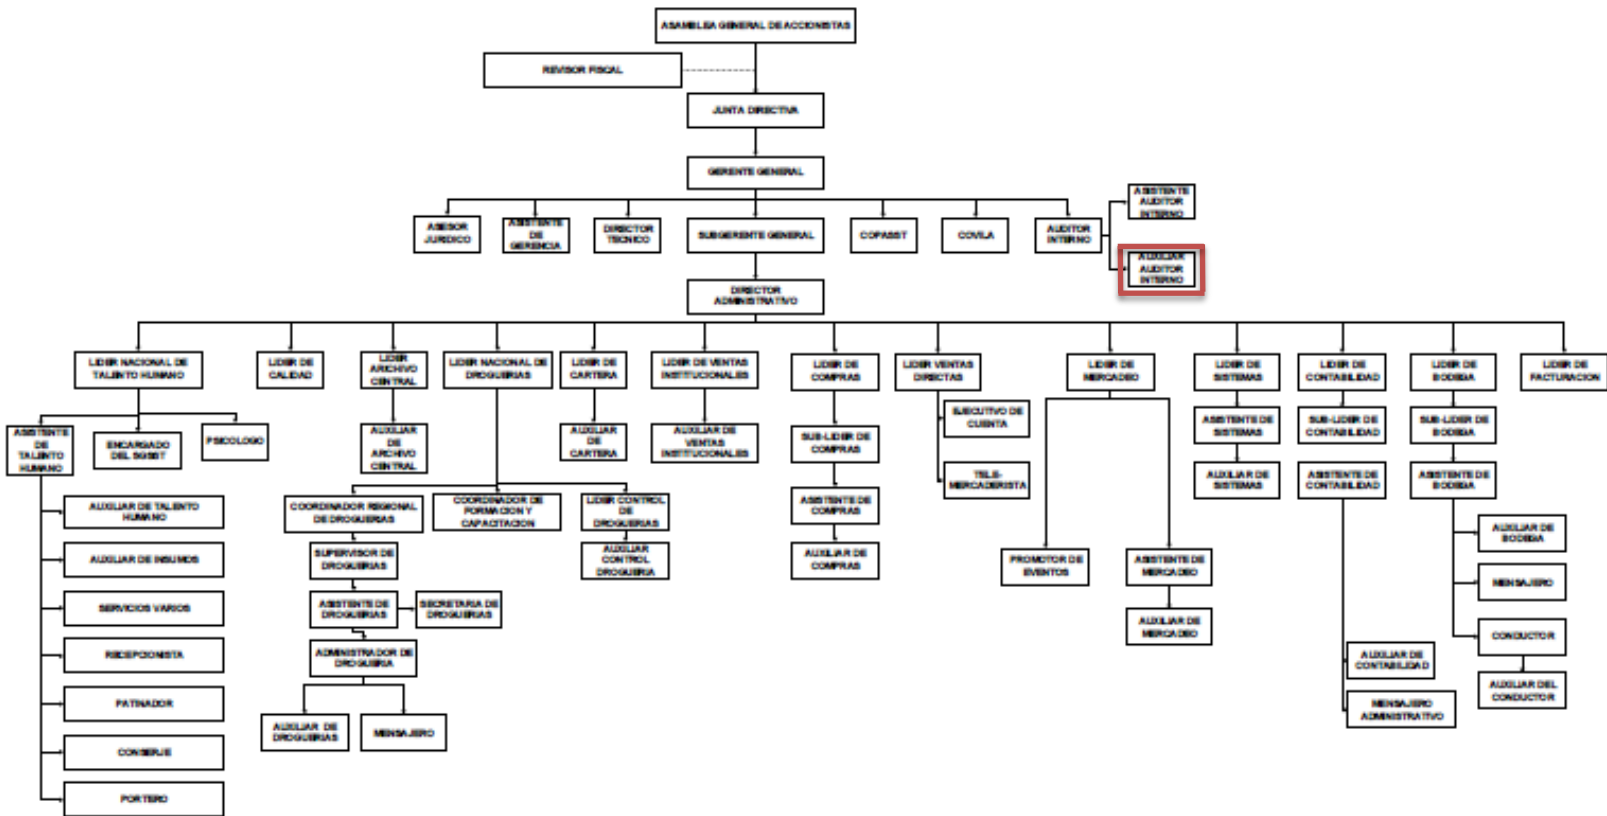 ASAMBLEA GENERAL DE ACCIONISTAS
REVISOR FISCAL
JUNTA DIRECTIVA
GERENTE GENERAL
ASESOR
JURIDICO
ASISTENTE
DE
GERENCIA
DIRECTOR
TECNICO
SUBGERENTE GENERAL
COPASST
COVILA
AUDITOR
INTERNO
ASISTENTE
AUDITOR
INTERNO
AUXILIAR
AUDITOR
INTERNO
DIRECTOR
ADMINISTRATIVO
LIDER NACIONAL DE
TALENTO HUMANO
LIDER DE
CALIDAD
LIDER
ARCHIVO
CENTRAL
LIDER NACIONAL DE
DROGUERIAS
LIDER DE
CARTERA
LIDER DE VENTAS
INSTITUCIONALES
LIDER DE
COMPRAS
LIDER VENTAS
DIRECTAS
LIDER DE
MERCADEO
LIDER DE
SISTEMAS
LIDER DE
CONTABILIDAD
LIDER DE
BODEGA
LIDER DE
FACTURACION
ASISTENTE
DE
TALENTO
HUMANO
ENCARGADO
DEL SGSST
PSICOLOGO
AUXILIAR
DE
ARCHIVO
CENTRAL
AUXILIAR
DE
CARTERA
AUXILIAR DE
VENTAS
INSTITUCIONALES
SUB-LIDER DE
COMPRAS
EJECUTIVO DE
CUENTA
TELE-
MERCADERISTA
ASISTENTE DE
SISTEMAS
SUB-LIDER DE
CONTABILIDAD
SUB-LIDER DE
BODEGA
AUXILIAR DE
SISTEMAS
ASISTENTE DE
CONTABILIDAD
ASISTENTE DE
BODEGA
AUXILIAR DE TALENTO
HUMANO
AUXILIAR DE INSUMOS
SERVICIOS VARIOS
RECEPCIONISTA
PATINADOR
CONSERJE
PORTERO
COORDINADOR REGIONAL
DE DROGUERIAS
COORDINADOR DE
FORMACION Y
CAPACITACION
LIDER CONTROL
DE
DROGUERIAS
SUPERVISOR DE
DROGUERIAS
AUXILIAR
CONTROL
DROGUERIA
ASISTENTE DE
DROGUERIAS
SECRETARIA DE
DROGUERIAS
ADMINISTRADOR DE
DROGUERIA
AUXILIAR DE
DROGUERIAS
MENSAJERO
ASISTENTE DE
COMPRAS
AUXILIAR DE
COMPRAS
PROMOTOR DE
EVENTOS
ASISTENTE DE
MERCADEO
AUXILIAR DE
MERCADEO
AUXILIAR DE
CONTABILIDAD
MENSAJERO
ADMINISTRATIVO
AUXILIAR DE
BODEGA
MENSAJERO
CONDUCTOR
AUXILIAR DEL
CONDUCTOR